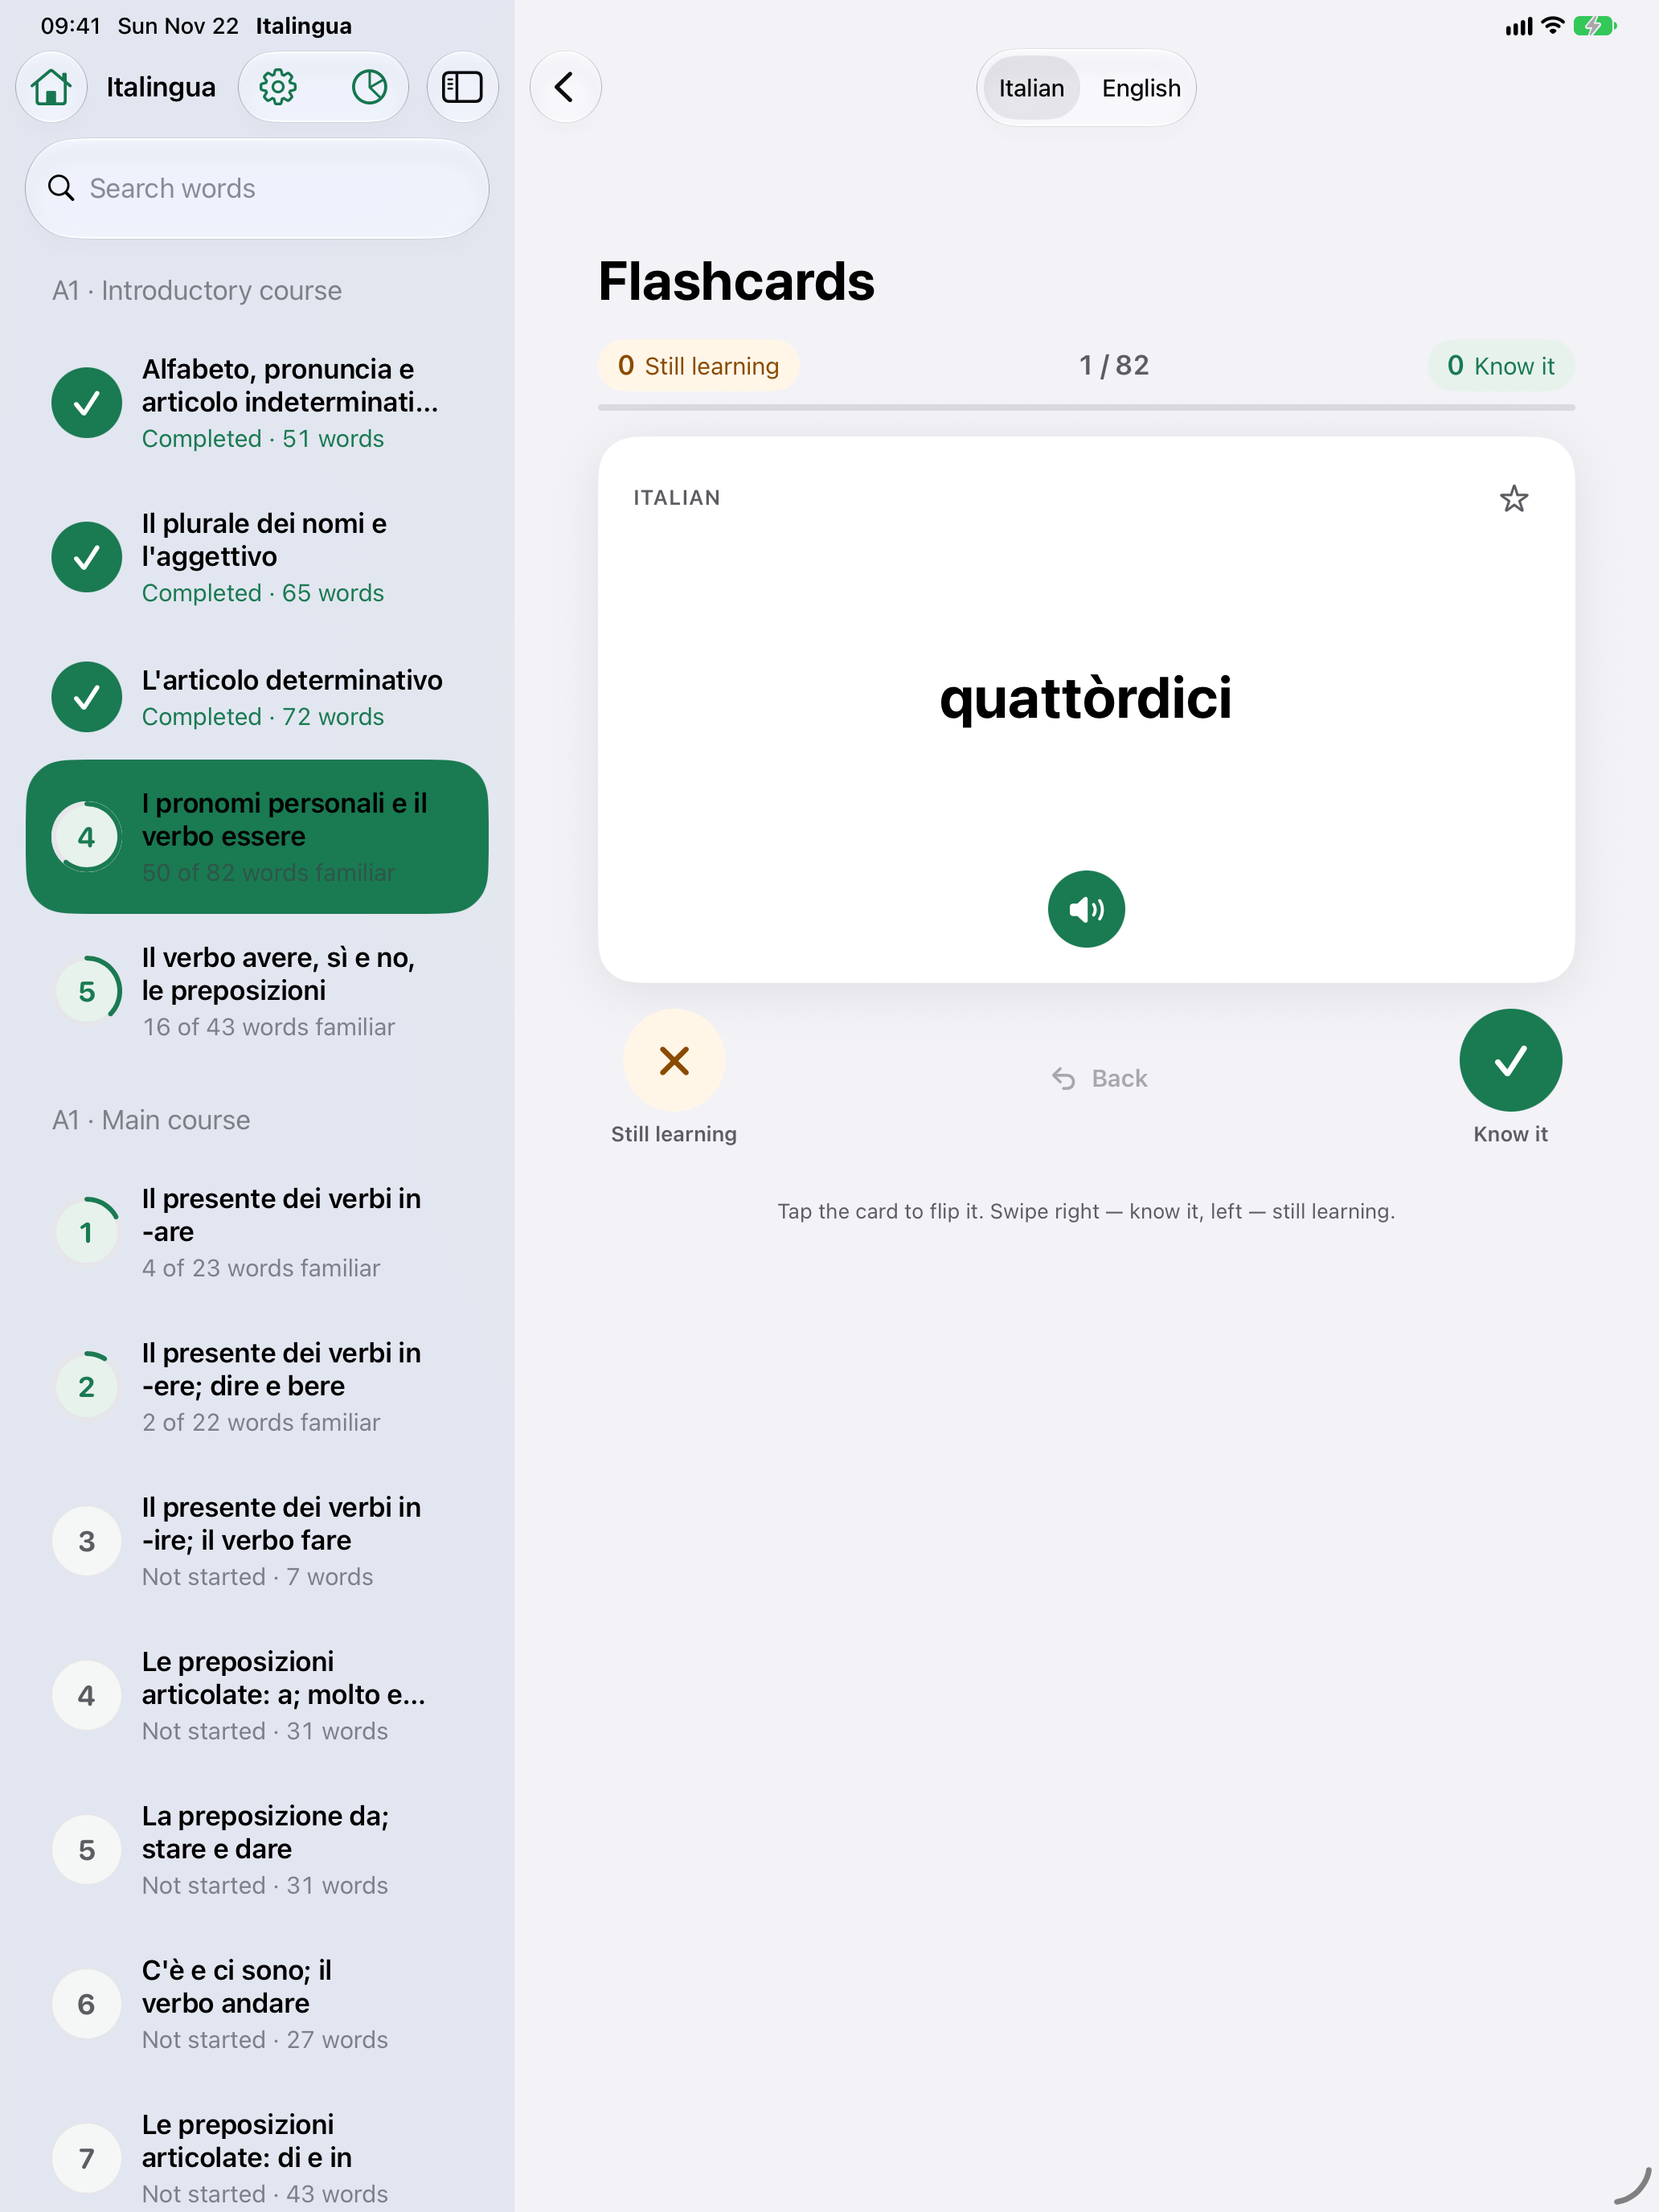 09:41 Sun Nov 22 Italingua
Italingua
Search words
A1 · Introductory course
Alfabeto, pronuncia e
articolo indeterminati...
Completed · 51 words
Il plurale dei nomi e
l'aggettivo
Completed · 65 words
L'articolo determinativo
Completed · 72 words
4
I pronomi personali e il
verbo essere
50 of 82 words familiar
5
Il verbo avere, sì e no,
le preposizioni
16 of 43 words familiar
A1 · Main course
1
Il presente dei verbi in
-are
4 of 23 words familiar
2
Il presente dei verbi in
-ere; dire e bere
2 of 22 words familiar
3
Il presente dei verbi in
-ire; il verbo fare
Not started · 7 words
4
Le preposizioni
articolate: a; molto e...
Not started · 31 words
5
La preposizione da;
stare e dare
Not started · 31 words
6
C'è e ci sono; il
verbo andare
Not started · 27 words
7
Le preposizioni
articolate: di e in
Not started · 43 words
Italian English
Flashcards
0 Still learning 1 / 82 0 Know it
ITALIAN
quattòrdici
Back
Still learning Know it
Tap the card to flip it. Swipe right — know it, left — still learning.